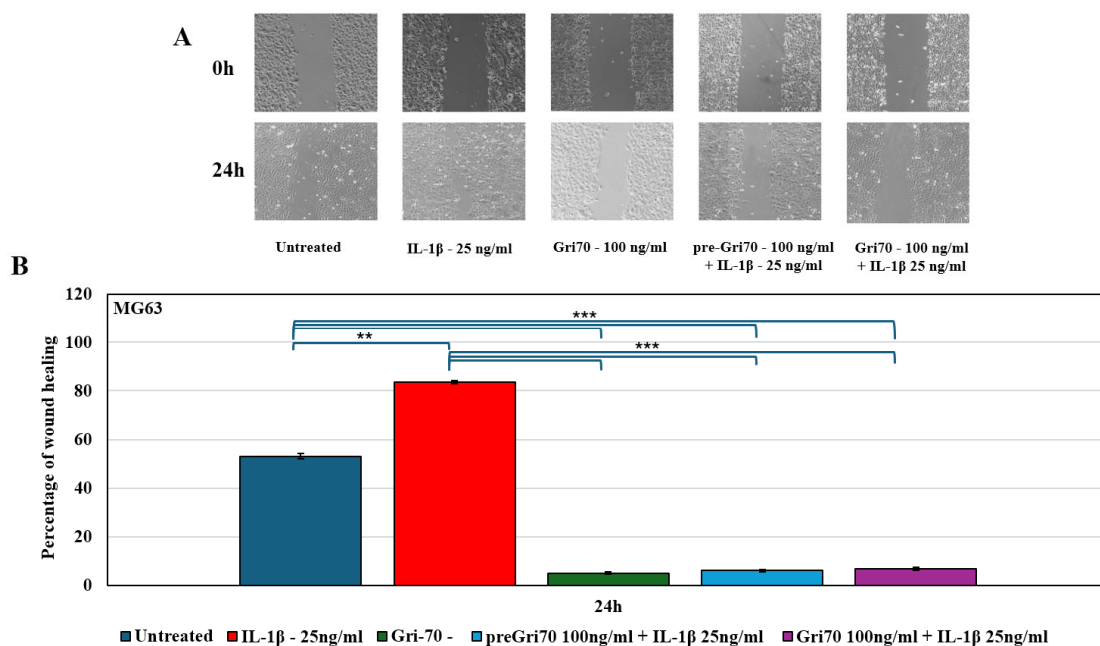 A
0h
24h
Untreated
IL-1β - 25 ng/ml
Gri70 - 100 ng/ml
pre-Gri70 - 100 ng/ml
+ IL-1β - 25 ng/ml
Gri70 - 100 ng/ml
+ IL-1β 25 ng/ml
B
MG63
120
100
80
60
40
20
0
Percentage of wound healing
***
**
***
24h
Untreated
IL-1β - 25ng/ml
Gri-70 -
preGri70 100ng/ml + IL-1β 25ng/ml
Gri70 100ng/ml + IL-1β 25ng/ml